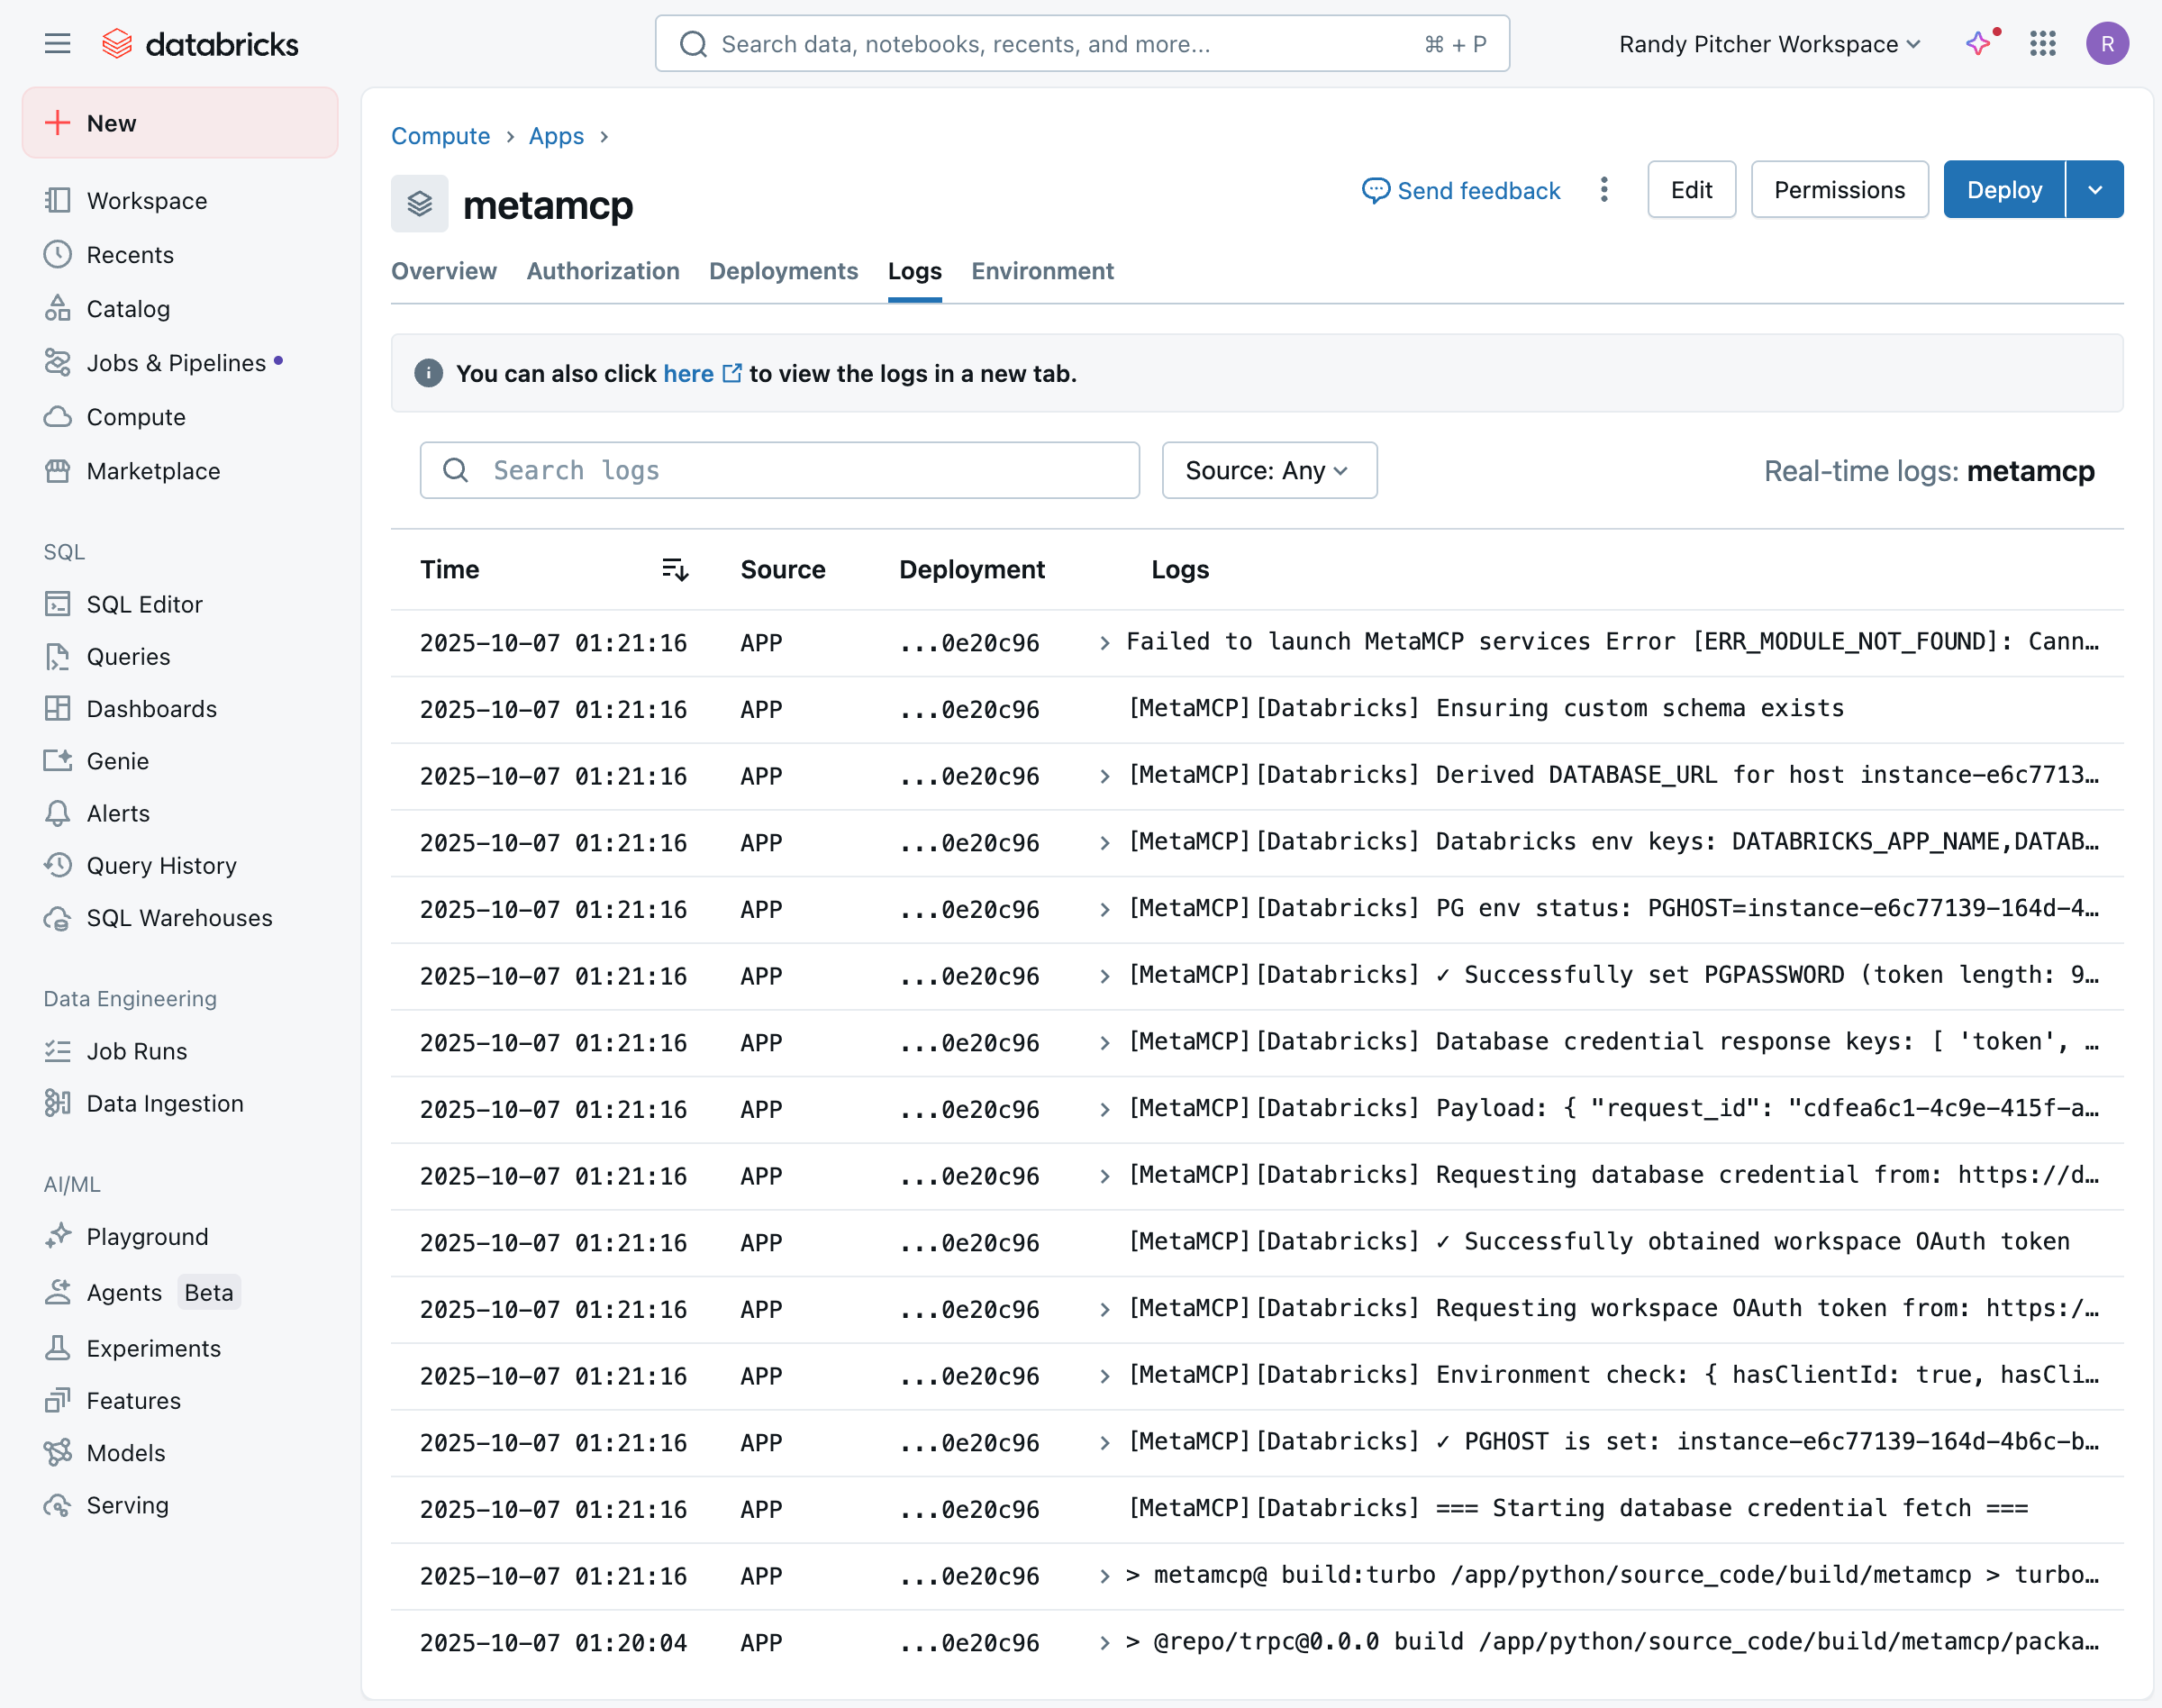 databricks
Search data, notebooks, recents, and more...
⌘ + P
Randy Pitcher Workspace
R
New
Workspace
Recents
Catalog
Jobs & Pipelines
Compute
Marketplace
SQL
SQL Editor
Queries
Dashboards
Genie
Alerts
Query History
SQL Warehouses
Data Engineering
Job Runs
Data Ingestion
AI/ML
Playground
Agents Beta
Experiments
Features
Models
Serving
Compute › Apps ›
metamcp
Send feedback
Edit
Permissions
Deploy
Overview Authorization Deployments Logs Environment
You can also click here to view the logs in a new tab.
Search logs
Source: Any
Real-time logs: metamcp
Time Source Deployment Logs
2025-10-07 01:21:16 APP ...0e20c96 Failed to launch MetaMCP services Error [ERR_MODULE_NOT_FOUND]: Cann…
2025-10-07 01:21:16 APP ...0e20c96 [MetaMCP][Databricks] Ensuring custom schema exists
2025-10-07 01:21:16 APP ...0e20c96 [MetaMCP][Databricks] Derived DATABASE_URL for host instance-e6c7713…
2025-10-07 01:21:16 APP ...0e20c96 [MetaMCP][Databricks] Databricks env keys: DATABRICKS_APP_NAME,DATAB…
2025-10-07 01:21:16 APP ...0e20c96 [MetaMCP][Databricks] PG env status: PGHOST=instance-e6c77139-164d-4…
2025-10-07 01:21:16 APP ...0e20c96 [MetaMCP][Databricks] ✓ Successfully set PGPASSWORD (token length: 9…
2025-10-07 01:21:16 APP ...0e20c96 [MetaMCP][Databricks] Database credential response keys: [ 'token', …
2025-10-07 01:21:16 APP ...0e20c96 [MetaMCP][Databricks] Payload: { "request_id": "cdfea6c1-4c9e-415f-a…
2025-10-07 01:21:16 APP ...0e20c96 [MetaMCP][Databricks] Requesting database credential from: https://d…
2025-10-07 01:21:16 APP ...0e20c96 [MetaMCP][Databricks] ✓ Successfully obtained workspace OAuth token
2025-10-07 01:21:16 APP ...0e20c96 [MetaMCP][Databricks] Requesting workspace OAuth token from: https:/…
2025-10-07 01:21:16 APP ...0e20c96 [MetaMCP][Databricks] Environment check: { hasClientId: true, hasCli…
2025-10-07 01:21:16 APP ...0e20c96 [MetaMCP][Databricks] ✓ PGHOST is set: instance-e6c77139-164d-4b6c-b…
2025-10-07 01:21:16 APP ...0e20c96 [MetaMCP][Databricks] === Starting database credential fetch ===
2025-10-07 01:21:16 APP ...0e20c96 > metamcp@ build:turbo /app/python/source_code/build/metamcp > turbo…
2025-10-07 01:20:04 APP ...0e20c96 > @repo/trpc@0.0.0 build /app/python/source_code/build/metamcp/packa…